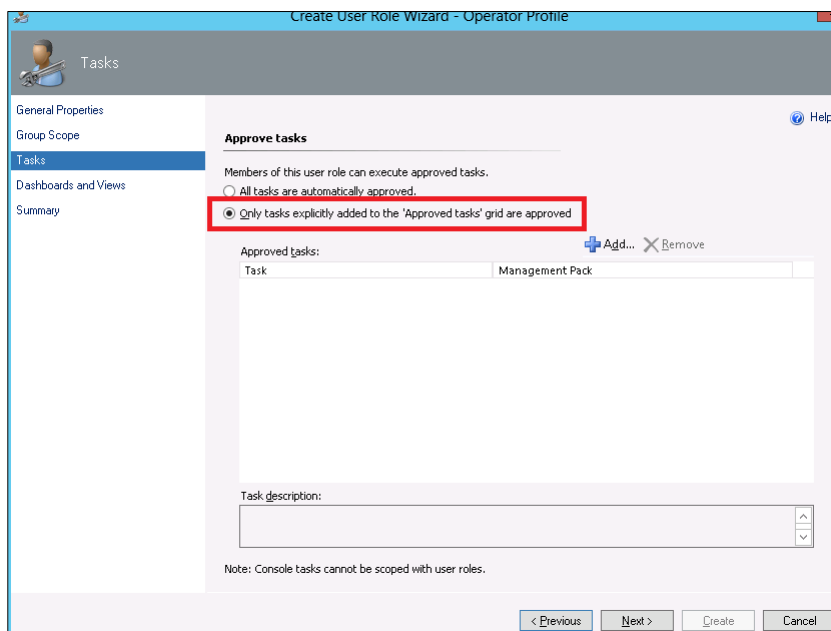 Create User Role Wizard - Operator Profile
Tasks
General Properties
Group Scope
Tasks
Dashboards and Views
Summary
Help
Approve tasks
Members of this user role can execute approved tasks.
All tasks are automatically approved.
Only tasks explicitly added to the 'Approved tasks' grid are approved
Approved tasks:
Add... Remove
Task Management Pack
Task description:
Note: Console tasks cannot be scoped with user roles.
< Previous Next > Create Cancel